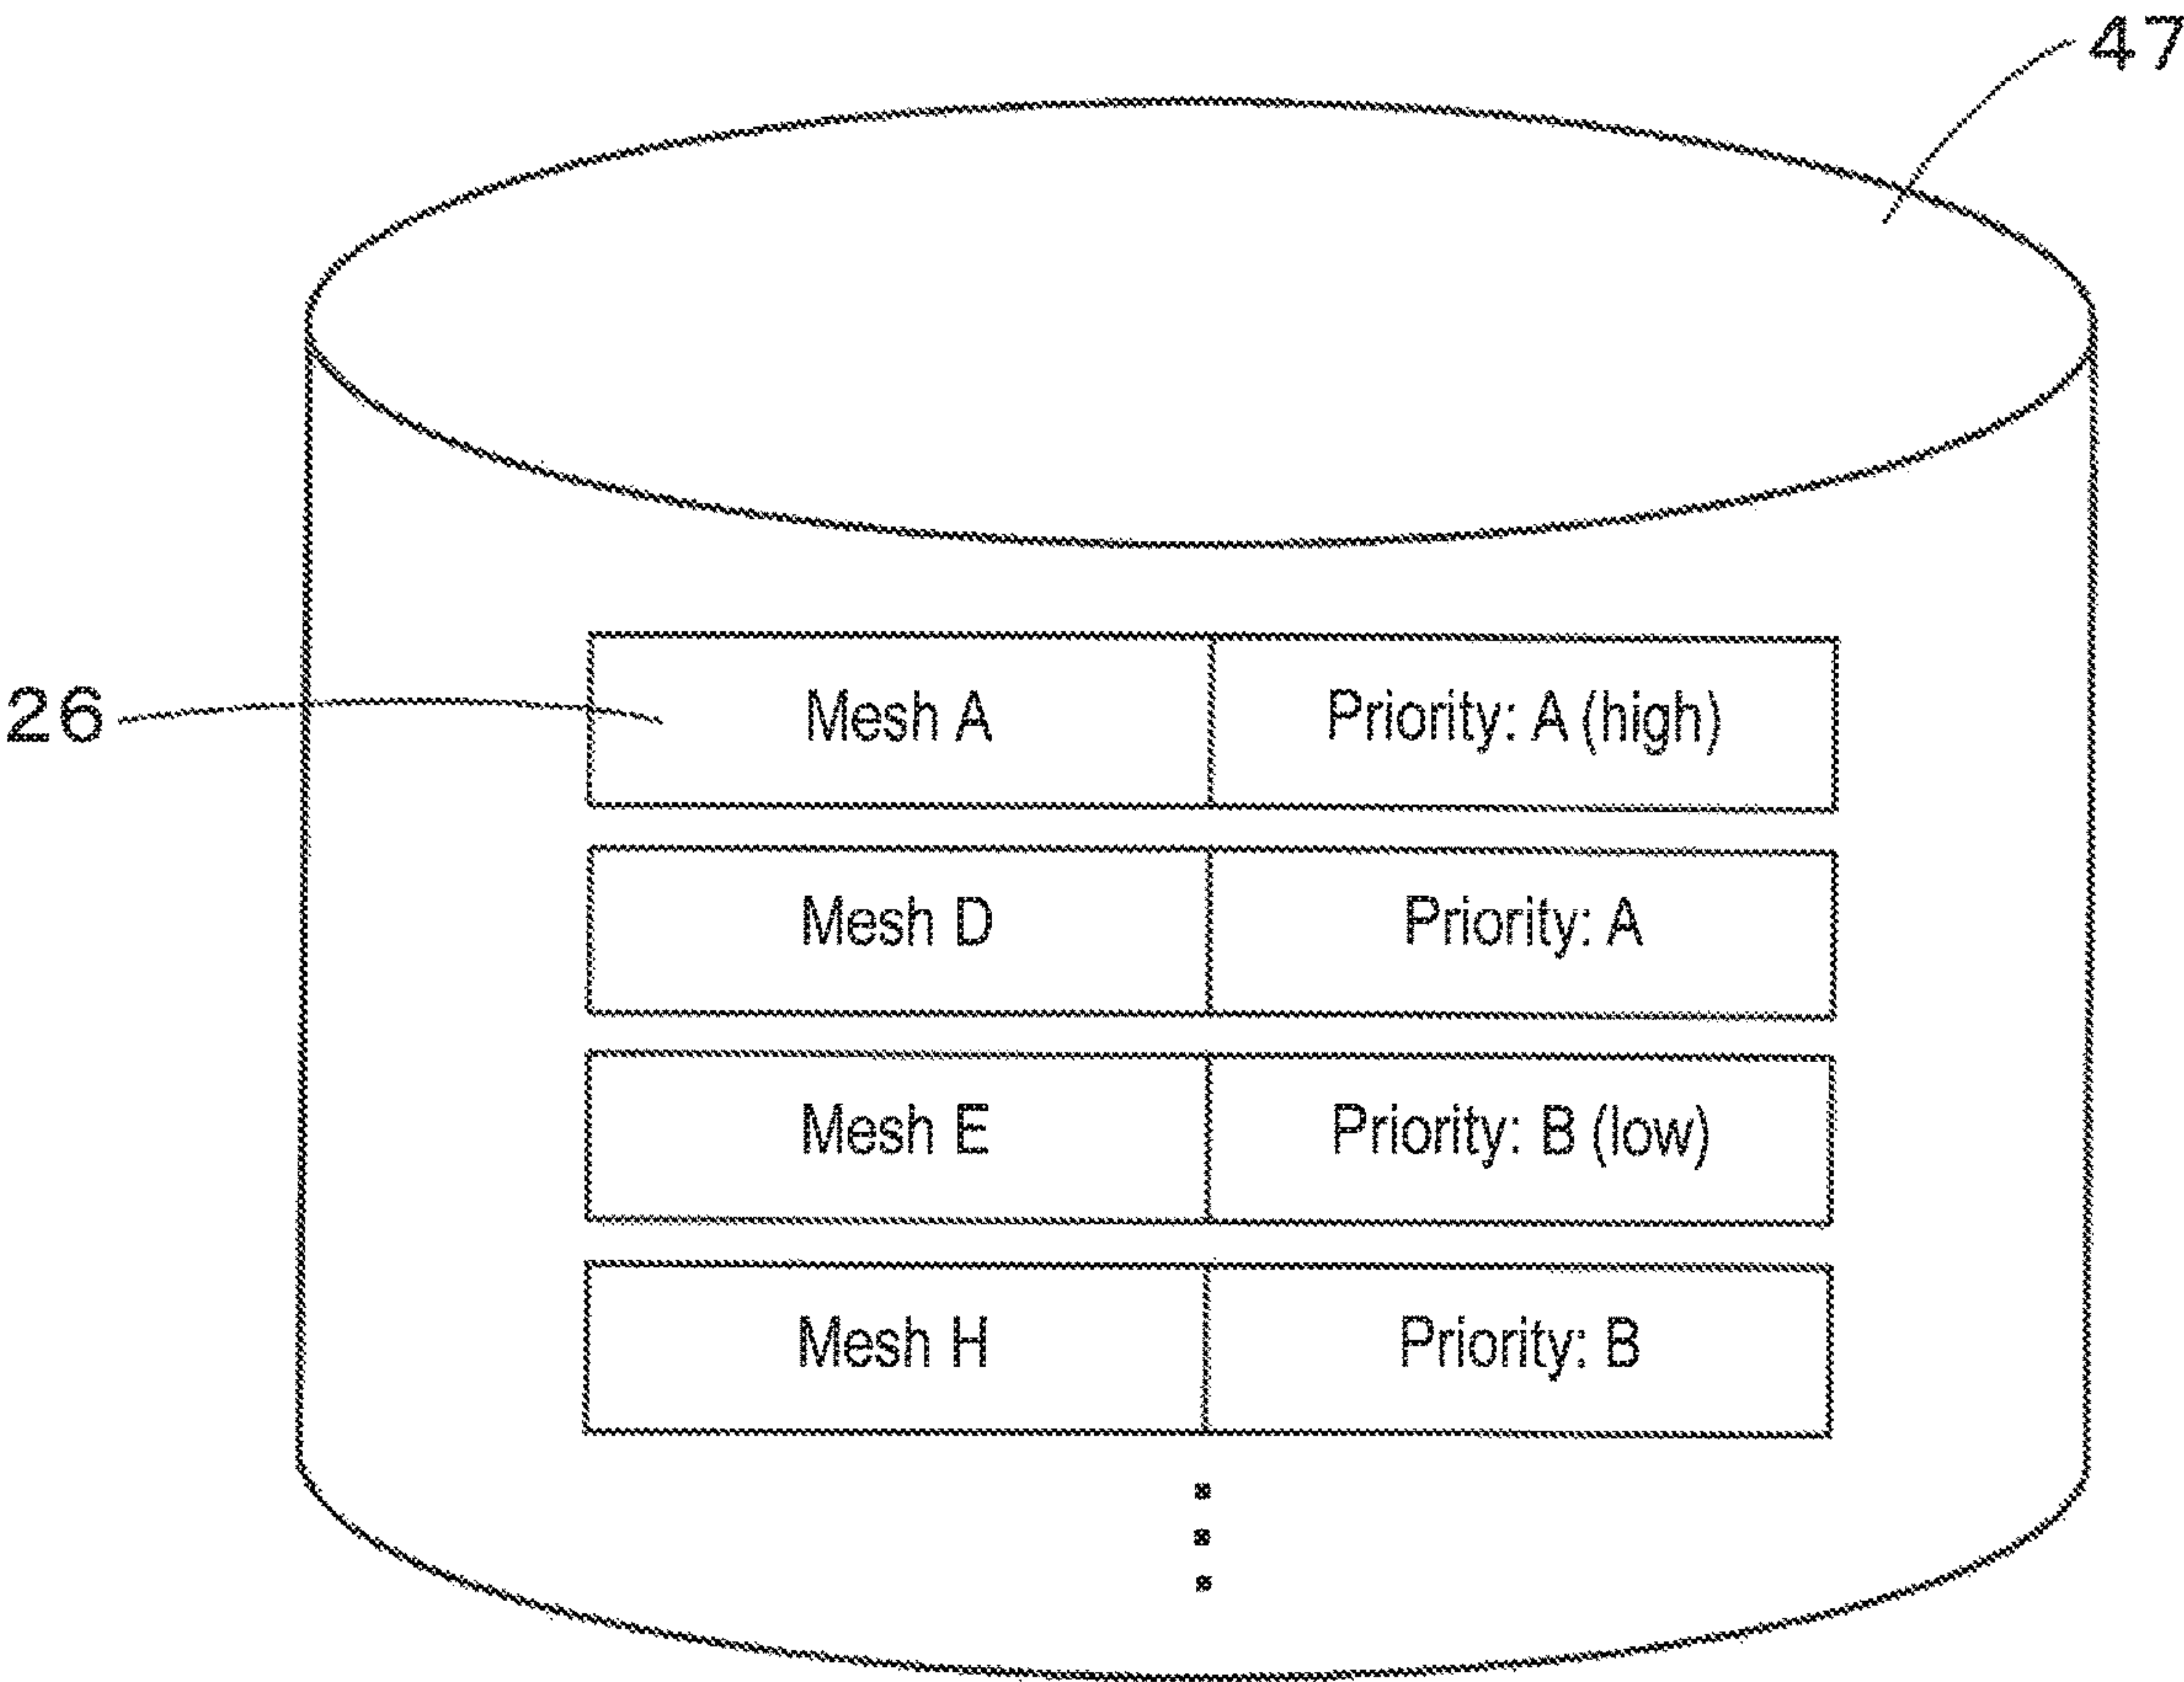 47
26
Mesh A
Priority: A (high)
Mesh D
Priority: A
Mesh E
Priority: B (low)
Mesh H
Priority: B